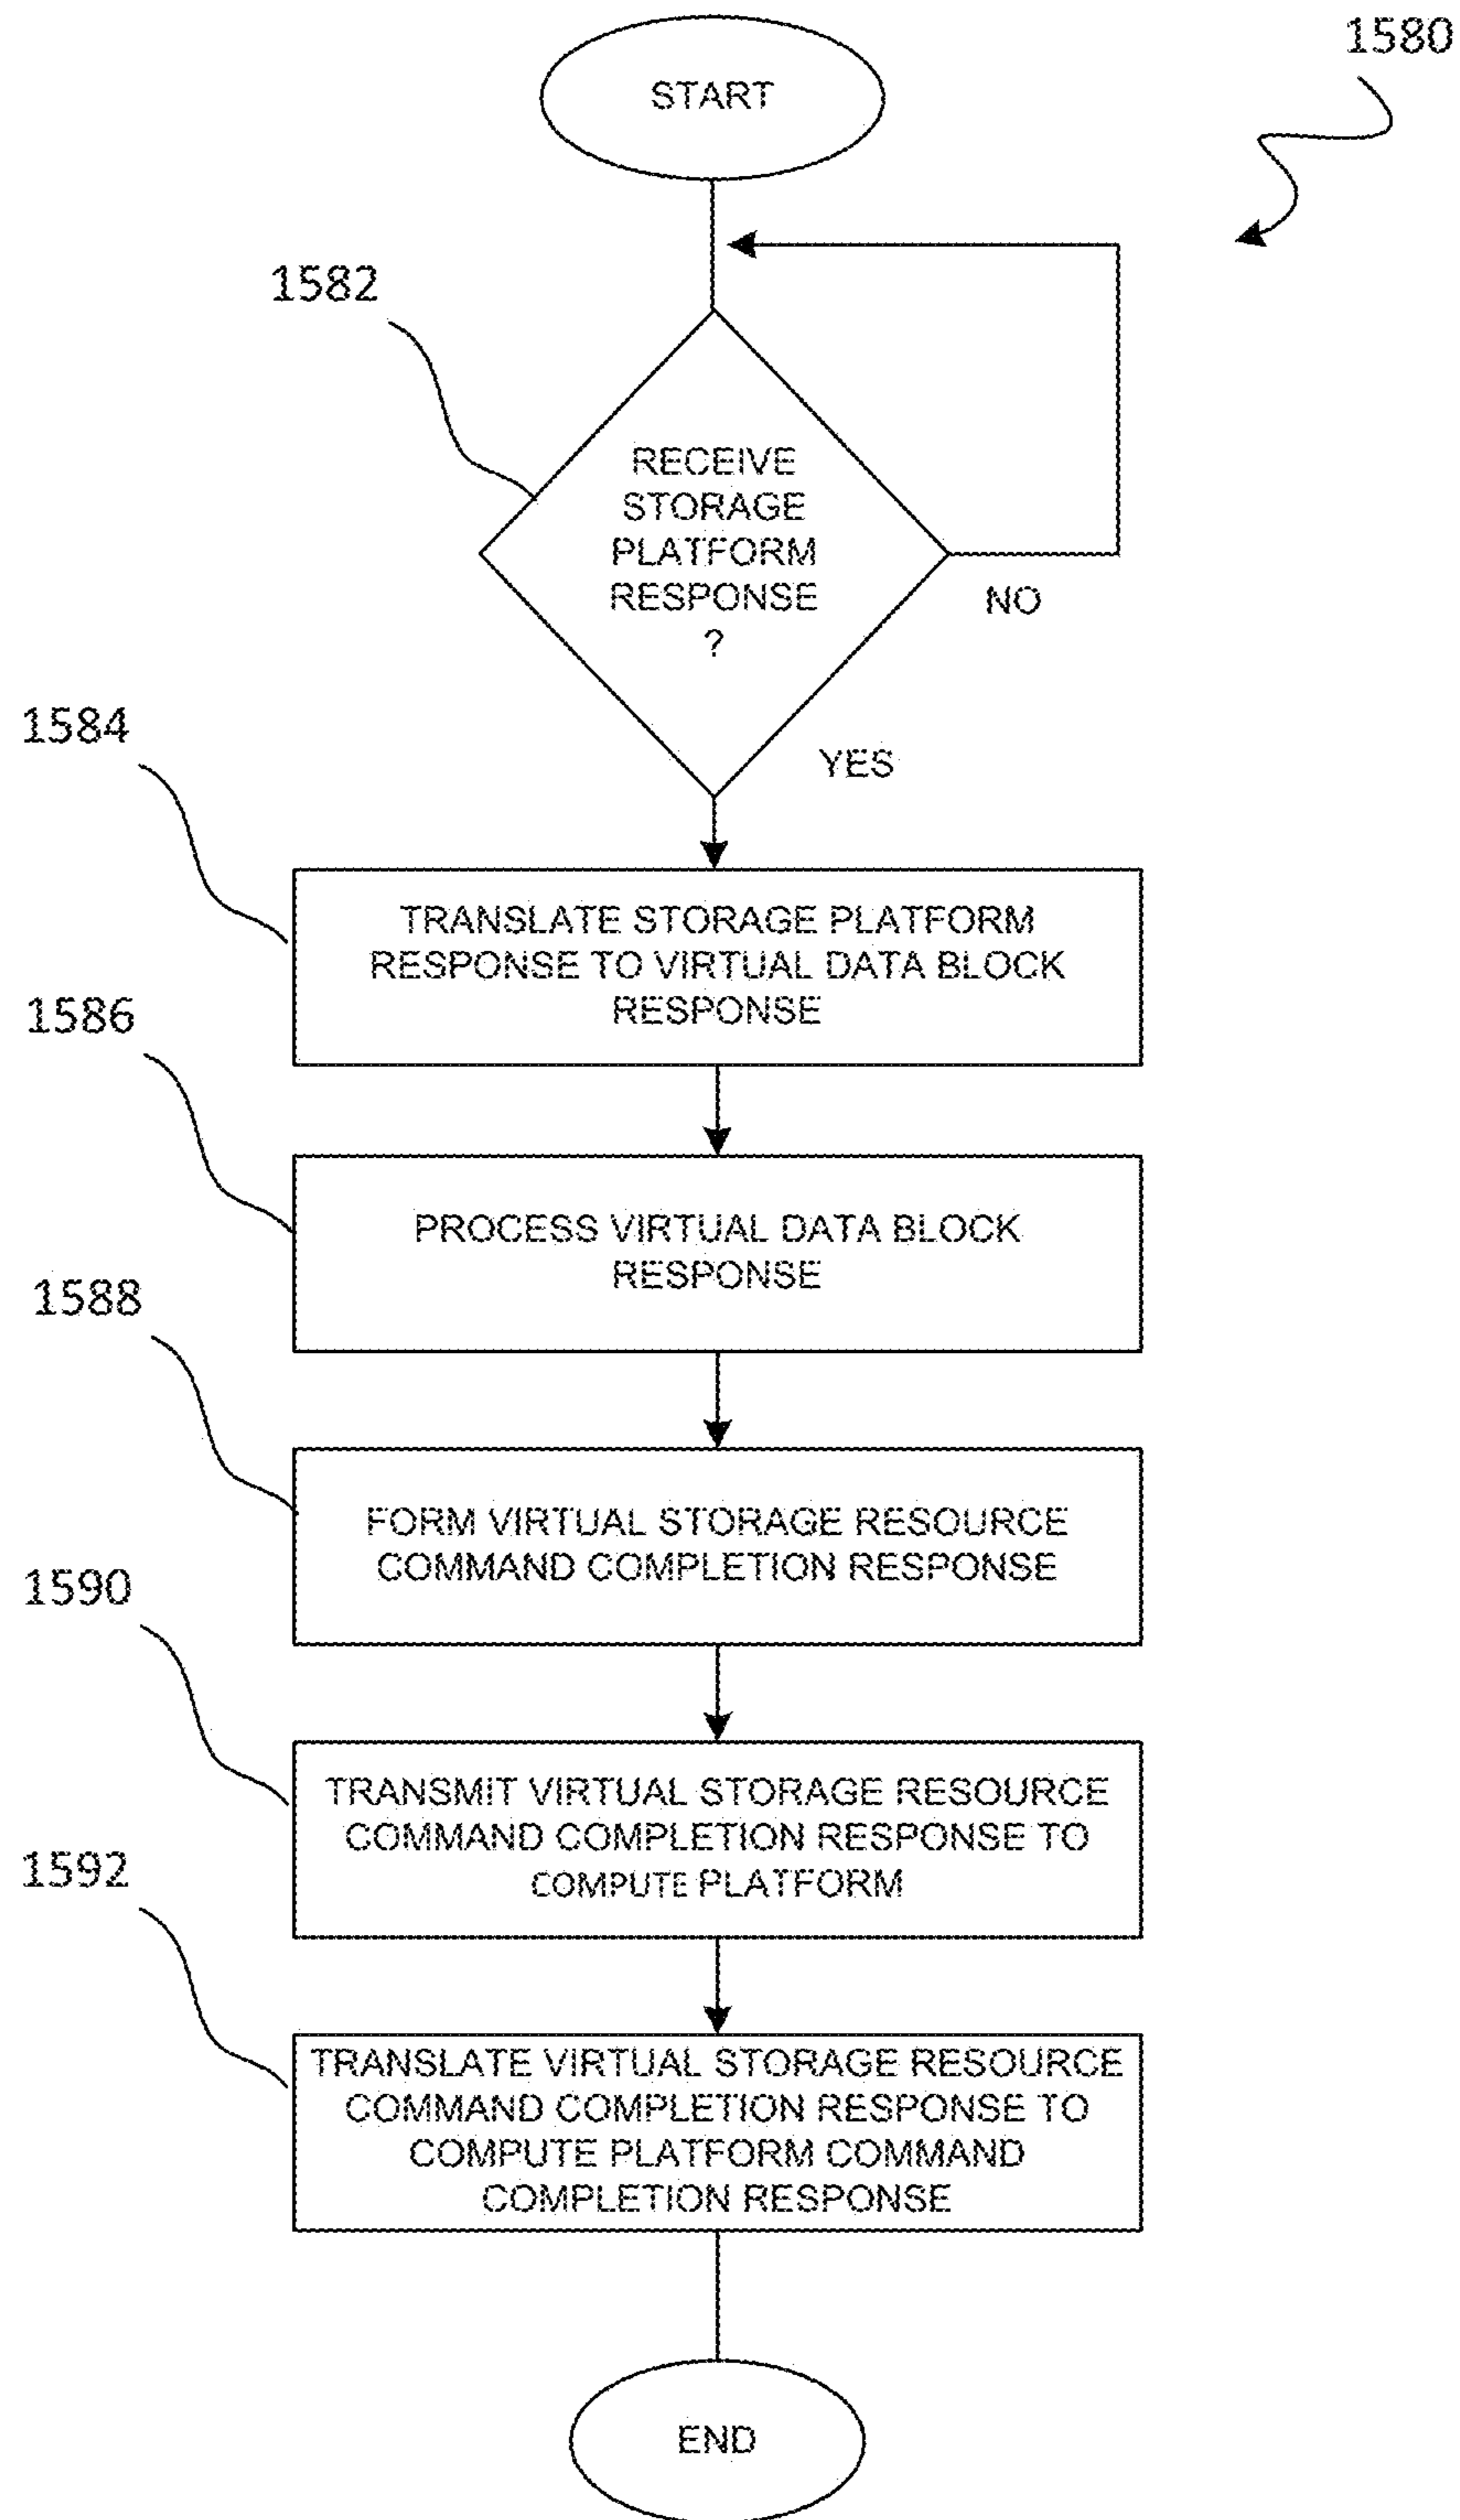 1580
START
1582
RECEIVE
STORAGE
PLATFORM
RESPONSE
?
NO
YES
1584
TRANSLATE STORAGE PLATFORM
RESPONSE TO VIRTUAL DATA BLOCK
RESPONSE
1586
PROCESS VIRTUAL DATA BLOCK
RESPONSE
1588
FORM VIRTUAL STORAGE RESOURCE
COMMAND COMPLETION RESPONSE
1590
TRANSMIT VIRTUAL STORAGE RESOURCE
COMMAND COMPLETION RESPONSE TO
COMPUTE PLATFORM
1592
TRANSLATE VIRTUAL STORAGE RESOURCE
COMMAND COMPLETION RESPONSE TO
COMPUTE PLATFORM COMMAND
COMPLETION RESPONSE
END